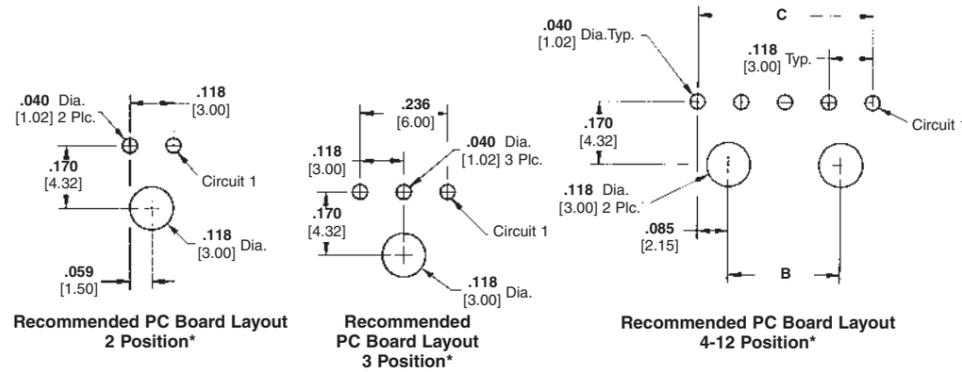 .040 Dia.
[1.02] 2 Plc.
.118
[3.00]
.170
[4.32]
Circuit 1
.118
[3.00] Dia.
.059
[1.50]
Recommended PC Board Layout
2 Position*
.236
[6.00]
.118
[3.00]
.040 Dia.
[1.02] 3 Plc.
.170
[4.32]
Circuit 1
.118
[3.00] Dia.
Recommended
PC Board Layout
3 Position*
C
.040
[1.02] Dia.Typ.
.118
[3.00] Typ.
.170
[4.32]
Circuit
.118 Dia.
[3.00] 2 Plc.
.085
[2.15]
B
Recommended PC Board Layout
4-12 Position*